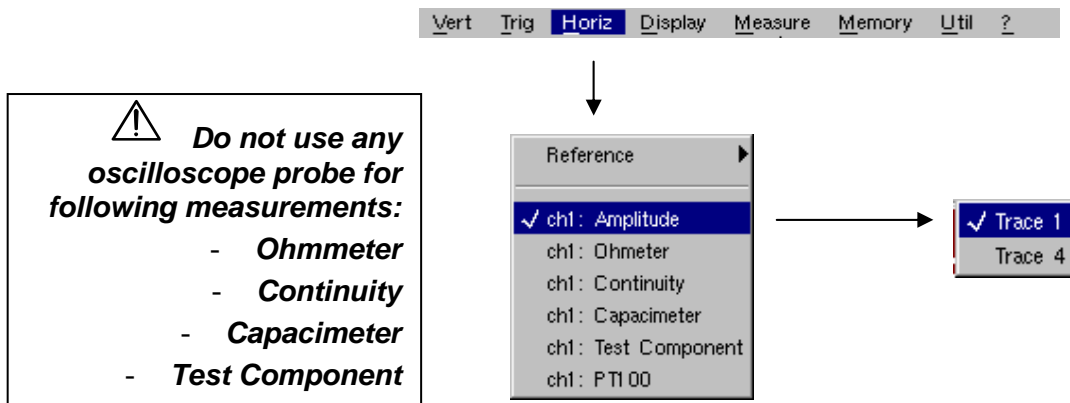 Vert Trig Horiz Display Measure Memory Util ?
Do not use any
oscilloscope probe for
following measurements:
- Ohmmeter
- Continuity
- Capacimeter
- Test Component
Reference
✓ ch1: Amplitude
ch1: Ohmeter
ch1: Continuity
ch1: Capacimeter
ch1: Test Component
ch1: PT100
✓ Trace 1
Trace 4